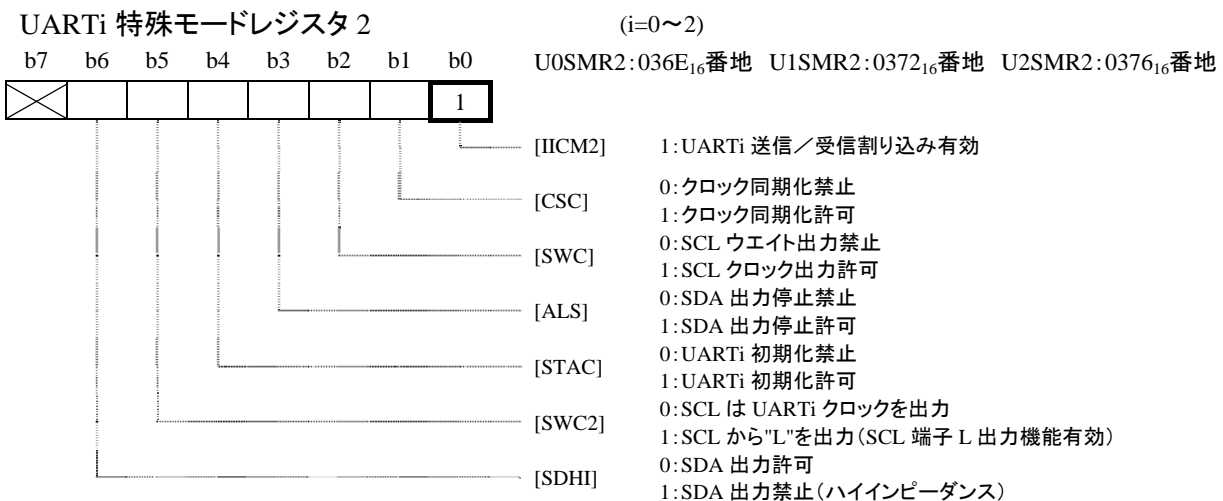 UARTi 特殊モードレジスタ 2 (i=0～2)
b7 b6 b5 b4 b3 b2 b1 b0 U0SMR2：036E₁₆番地 U1SMR2：0372₁₆番地 U2SMR2：0376₁₆番地
1
[IICM2] 1：UARTi 送信／受信割り込み有効
[CSC] 0：クロック同期化禁止
1：クロック同期化許可
[SWC] 0：SCL ウエイト出力禁止
1：SCL クロック出力許可
[ALS] 0：SDA 出力停止禁止
1：SDA 出力停止許可
[STAC] 0：UARTi 初期化禁止
1：UARTi 初期化許可
[SWC2] 0：SCL は UARTi クロックを出力
1：SCL から"L"を出力（SCL 端子 L 出力機能有効）
[SDHI] 0：SDA 出力許可
1：SDA 出力禁止（ハイインピーダンス）